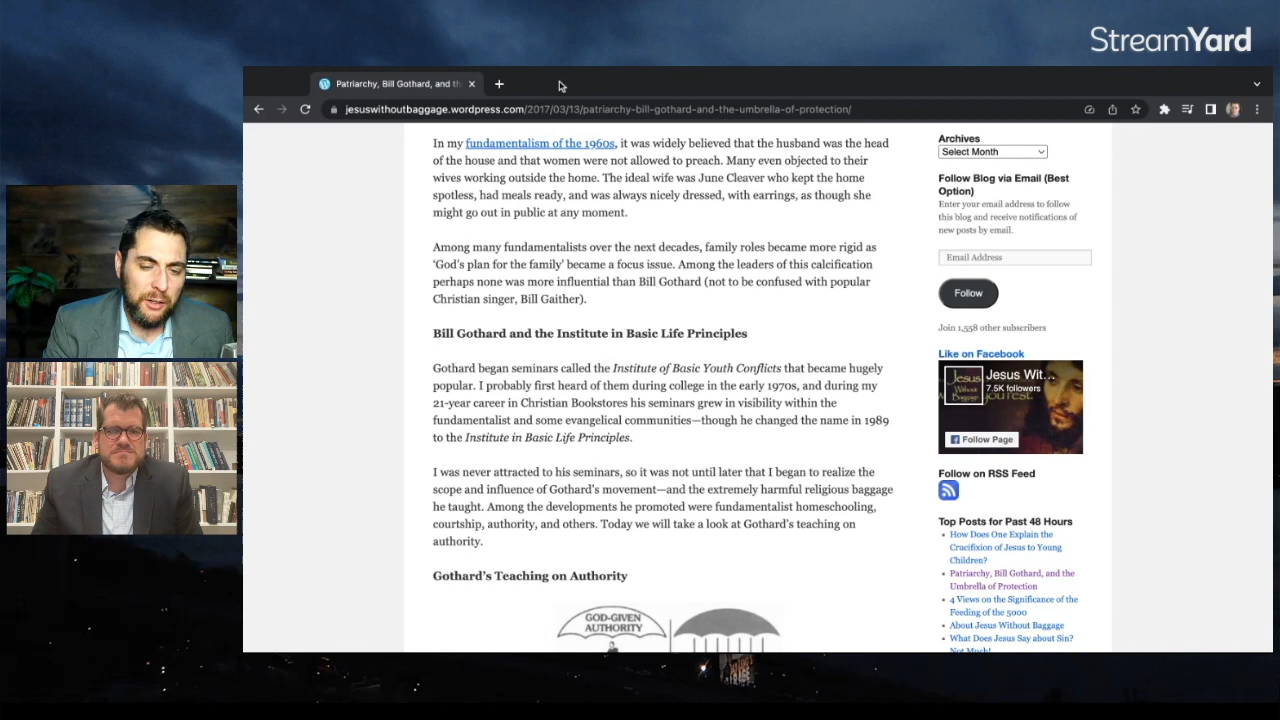 StreamYard
Patriarchy, Bill Gothard, and th
jesuswithoutbaggage.wordpress.com/2017/03/13/patriarchy-bill-gothard-and-the-umbrella-of-protection/
In my fundamentalism of the 1960s, it was widely believed that the husband was the head
of the house and that women were not allowed to preach. Many even objected to their
wives working outside the home. The ideal wife was June Cleaver who kept the home
spotless, had meals ready, and was always nicely dressed, with earrings, as though she
might go out in public at any moment.
Among many fundamentalists over the next decades, family roles became more rigid as
‘God’s plan for the family’ became a focus issue. Among the leaders of this calcification
perhaps none was more influential than Bill Gothard (not to be confused with popular
Christian singer, Bill Gaither).
Bill Gothard and the Institute in Basic Life Principles
Gothard began seminars called the Institute of Basic Youth Conflicts that became hugely
popular. I probably first heard of them during college in the early 1970s, and during my
21-year career in Christian Bookstores his seminars grew in visibility within the
fundamentalist and some evangelical communities—though he changed the name in 1989
to the Institute in Basic Life Principles.
I was never attracted to his seminars, so it was not until later that I began to realize the
scope and influence of Gothard’s movement—and the extremely harmful religious baggage
he taught. Among the developments he promoted were fundamentalist homeschooling,
courtship, authority, and others. Today we will take a look at Gothard’s teaching on
authority.
Gothard’s Teaching on Authority
GOD-GIVEN
AUTHORITY
Archives
Select Month
Follow Blog via Email (Best
Option)
Enter your email address to follow
this blog and receive notifications of
new posts by email.
Email Address
Follow
Join 1,558 other subscribers
Like on Facebook
Jesus Wit...
7.5K followers
Jesus
Without
Baggage
Follow Page
Follow on RSS Feed
Top Posts for Past 48 Hours
How Does One Explain the
Crucifixion of Jesus to Young
Children?
Patriarchy, Bill Gothard, and the
Umbrella of Protection
4 Views on the Significance of the
Feeding of the 5000
About Jesus Without Baggage
What Does Jesus Say about Sin?
Not Much!